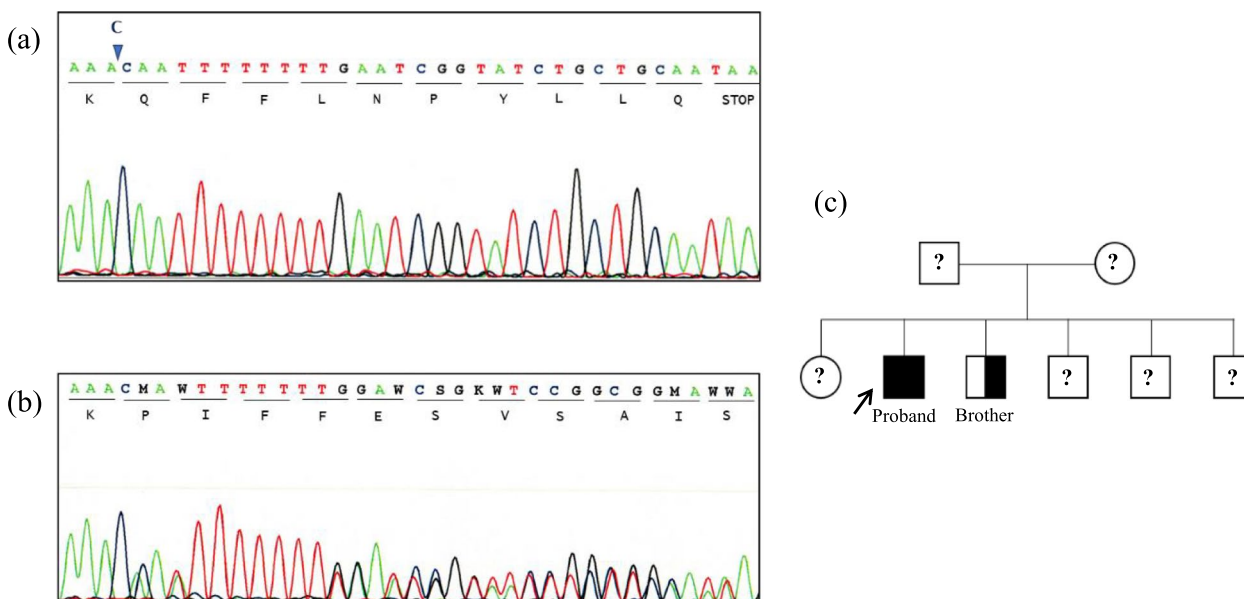 (a)
C
A A A C A A T T T T T T T T G A A T C G G T A T C T G C T G C A A T A A
K Q F F L N P Y L L Q STOP
(b)
A A A C M A W T T T T T T T G G A W C S G K W T C C G G C G G M A W W A
K P I F F E S V S A I S
(c)
? ?
? ? ? ?
Proband Brother